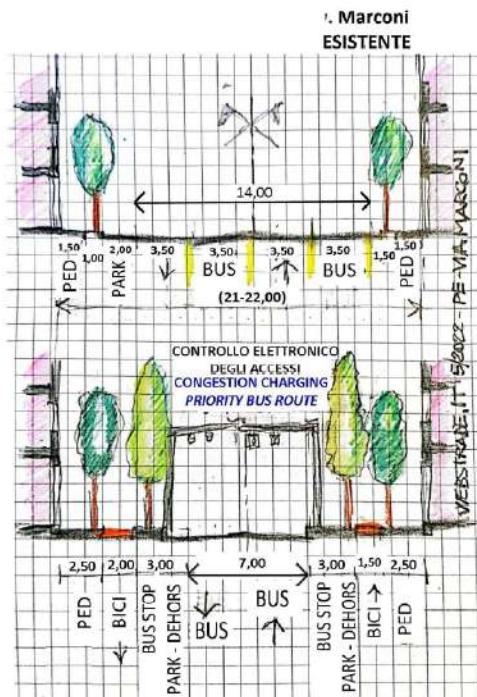 . Marconi
ESISTENTE
14,00
1,50 1,00 2,00 3,50 3,50 3,50 3,50 1,50 1,50
PED PARK ↓ BUS ↑ BUS PED
(21-22,00)
CONTROLLO ELETTRONICO
DEGLI ACCESSI
CONGESTION CHARGING
PRIORITY BUS ROUTE
2,50 2,00 3,00 7,00 3,00 1,50 2,50
PED
BICI ↓
BUS STOP
PARK - DEHORS
↓ BUS
BUS ↑
BUS STOP
PARK - DEHORS
BICI →
PED
WEBSTRADE.IT 5/2022 - PE-VIA MARCONI